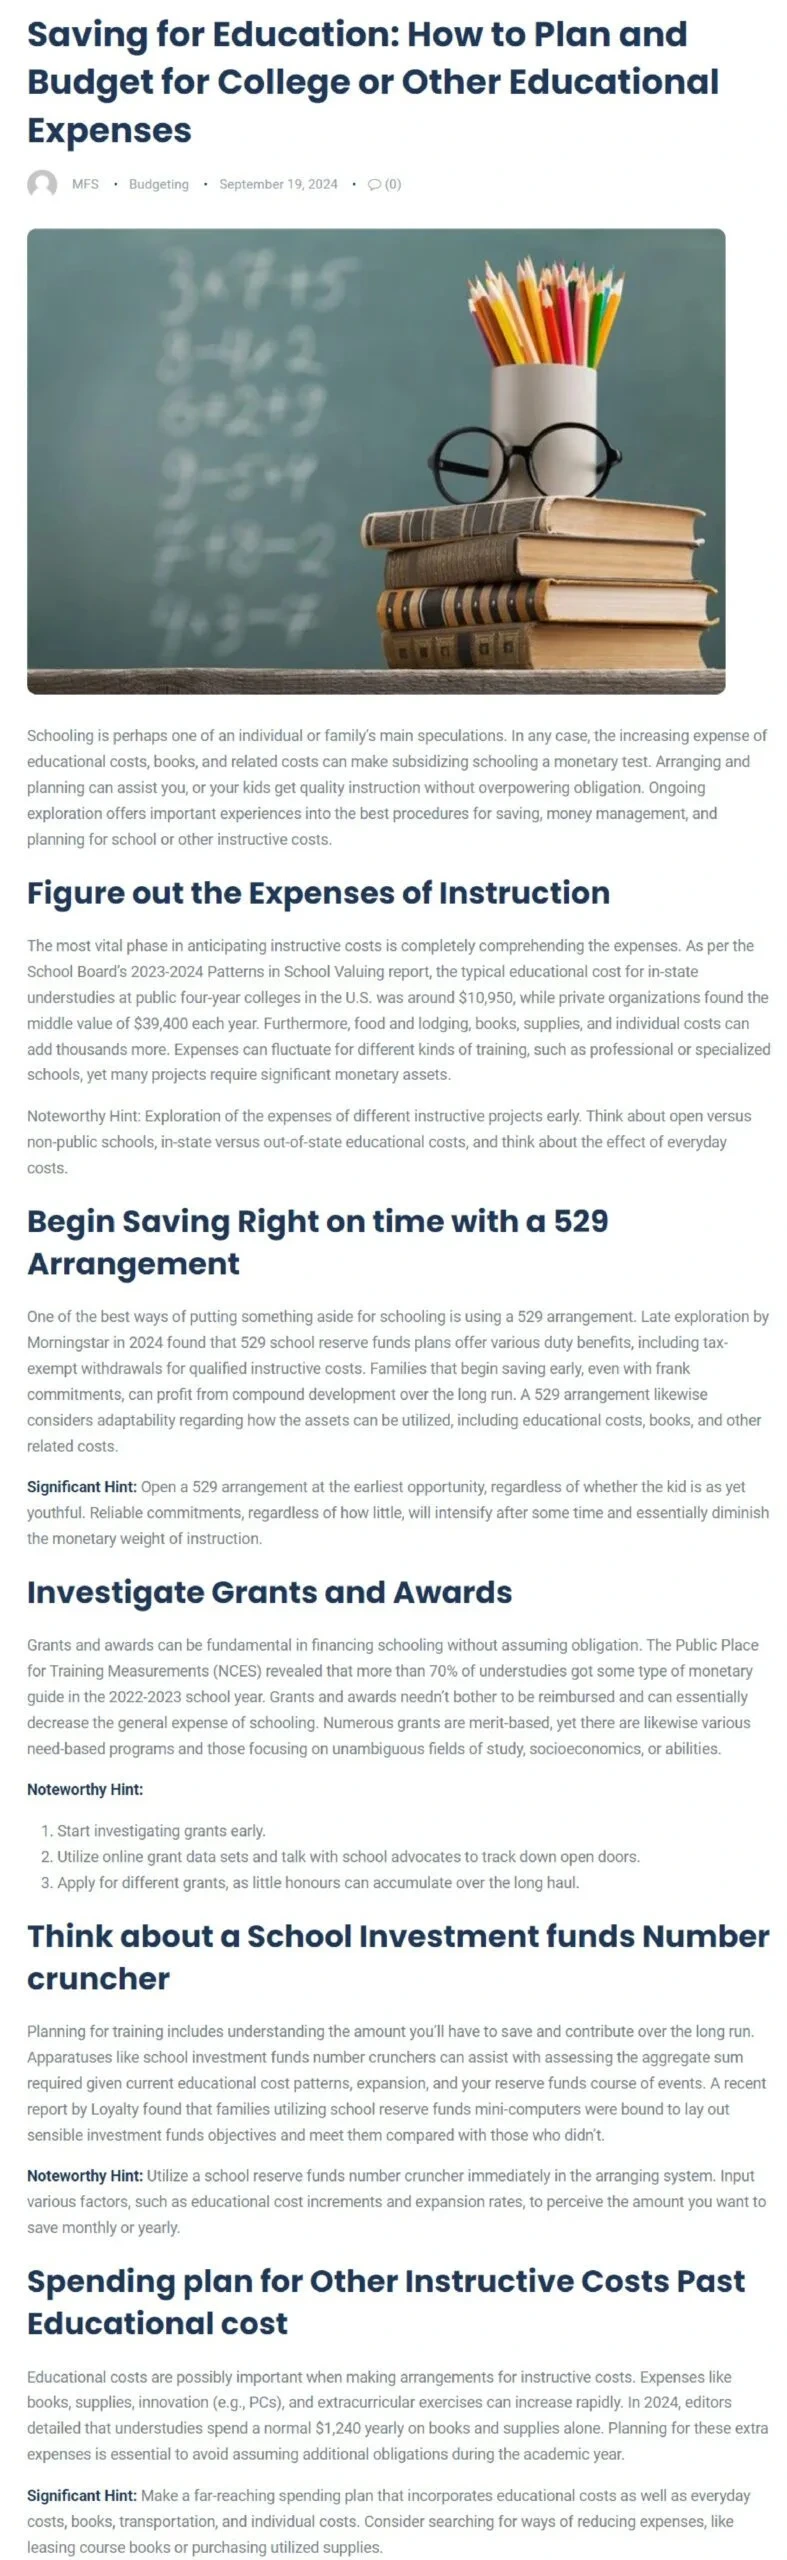 Saving for Education: How to Plan and
Budget for College or Other Educational
Expenses
MFS • Budgeting • September 19, 2024 • (0)
Schooling is perhaps one of an individual or family's main speculations. In any case, the increasing expense of
educational costs, books, and related costs can make subsidizing schooling a monetary test. Arranging and
planning can assist you, or your kids get quality instruction without overpowering obligation. Ongoing
exploration offers important experiences into the best procedures for saving, money management, and
planning for school or other instructive costs.
Figure out the Expenses of Instruction
The most vital phase in anticipating instructive costs is completely comprehending the expenses. As per the
School Board's 2023-2024 Patterns in School Valuing report, the typical educational cost for in-state
understudies at public four-year colleges in the U.S. was around $10,950, while private organizations found the
middle value of $39,400 each year. Furthermore, food and lodging, books, supplies, and individual costs can
add thousands more. Expenses can fluctuate for different kinds of training, such as professional or specialized
schools, yet many projects require significant monetary assets.
Noteworthy Hint: Exploration of the expenses of different instructive projects early. Think about open versus
non-public schools, in-state versus out-of-state educational costs, and think about the effect of everyday
costs.
Begin Saving Right on time with a 529
Arrangement
One of the best ways of putting something aside for schooling is using a 529 arrangement. Late exploration by
Morningstar in 2024 found that 529 school reserve funds plans offer various duty benefits, including tax-
exempt withdrawals for qualified instructive costs. Families that begin saving early, even with frank
commitments, can profit from compound development over the long run. A 529 arrangement likewise
considers adaptability regarding how the assets can be utilized, including educational costs, books, and other
related costs.
Significant Hint: Open a 529 arrangement at the earliest opportunity, regardless of whether the kid is as yet
youthful. Reliable commitments, regardless of how little, will intensify after some time and essentially diminish
the monetary weight of instruction.
Investigate Grants and Awards
Grants and awards can be fundamental in financing schooling without assuming obligation. The Public Place
for Training Measurements (NCES) revealed that more than 70% of understudies got some type of monetary
guide in the 2022-2023 school year. Grants and awards needn't bother to be reimbursed and can essentially
decrease the general expense of schooling. Numerous grants are merit-based, yet there are likewise various
need-based programs and those focusing on unambiguous fields of study, socioeconomics, or abilities.
Noteworthy Hint:
1. Start investigating grants early.
2. Utilize online grant data sets and talk with school advocates to track down open doors.
3. Apply for different grants, as little honours can accumulate over the long haul.
Think about a School Investment funds Number
cruncher
Planning for training includes understanding the amount you'll have to save and contribute over the long run.
Apparatuses like school investment funds number crunchers can assist with assessing the aggregate sum
required given current educational cost patterns, expansion, and your reserve funds course of events. A recent
report by Loyalty found that families utilizing school reserve funds mini-computers were bound to lay out
sensible investment funds objectives and meet them compared with those who didn't.
Noteworthy Hint: Utilize a school reserve funds number cruncher immediately in the arranging system. Input
various factors, such as educational cost increments and expansion rates, to perceive the amount you want to
save monthly or yearly.
Spending plan for Other Instructive Costs Past
Educational cost
Educational costs are possibly important when making arrangements for instructive costs. Expenses like
books, supplies, innovation (e.g., PCs), and extracurricular exercises can increase rapidly. In 2024, editors
detailed that understudies spend a normal $1,240 yearly on books and supplies alone. Planning for these extra
expenses is essential to avoid assuming additional obligations during the academic year.
Significant Hint: Make a far-reaching spending plan that incorporates educational costs as well as everyday
costs, books, transportation, and individual costs. Consider searching for ways of reducing expenses, like
leasing course books or purchasing utilized supplies.